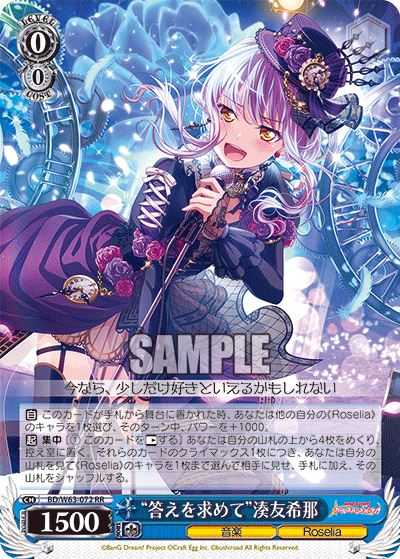 LEVEL
0
0
COST
SAMPLE
今なら、少しだけ好きといえるかもしれない
自 このカードが手札から舞台に置かれた時、あなたは他の自分の《Roselia》
のキャラを1枚選び、そのターン中、パワーを+1000。
起 集中 [① このカードを[レスト]する] あなたは自分の山札の上から4枚をめくり、
控え室に置く。それらのカードのクライマックス1枚につき、あなたは自分の
山札を見て《Roselia》のキャラを1枚まで選んで相手に見せ、手札に加え、その
山札をシャッフルする。
CH BD/W63-072 RR
1500
“答えを求めて”湊友希那
音楽
Roselia
©BanG Dream! Project ©Craft Egg Inc. ©bushiroad All Rights Reserved.